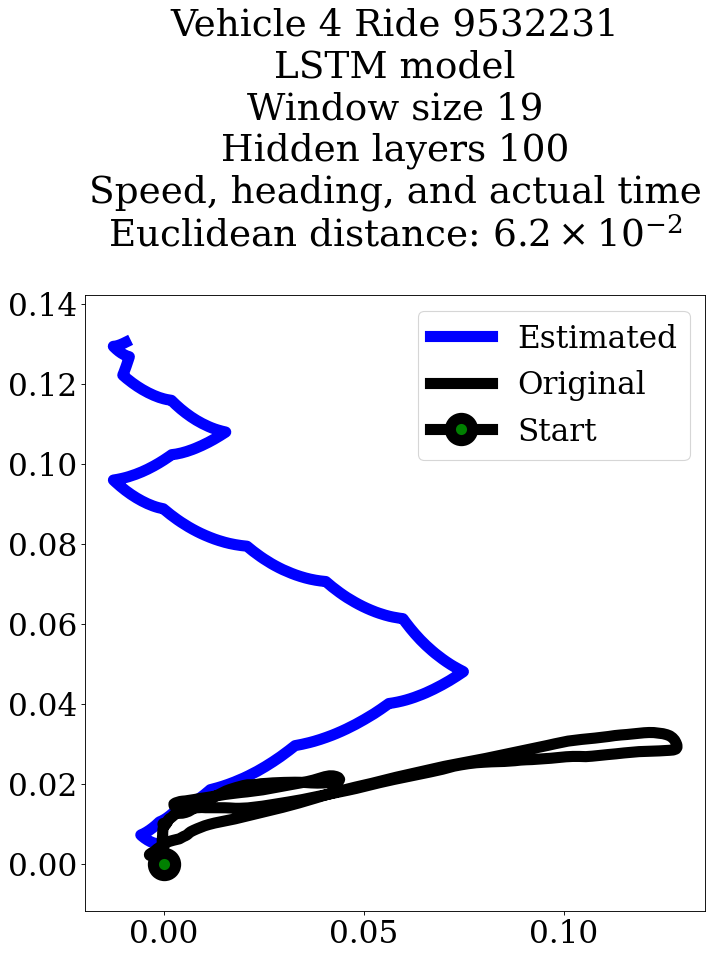 Vehicle 4 Ride 9532231
LSTM model
Window size 19
Hidden layers 100
Speed, heading, and actual time
Euclidean distance: 6.2 × 10⁻²
0.14
0.12
0.10
0.08
0.06
0.04
0.02
0.00
Estimated
Original
Start
0.00 0.05 0.10